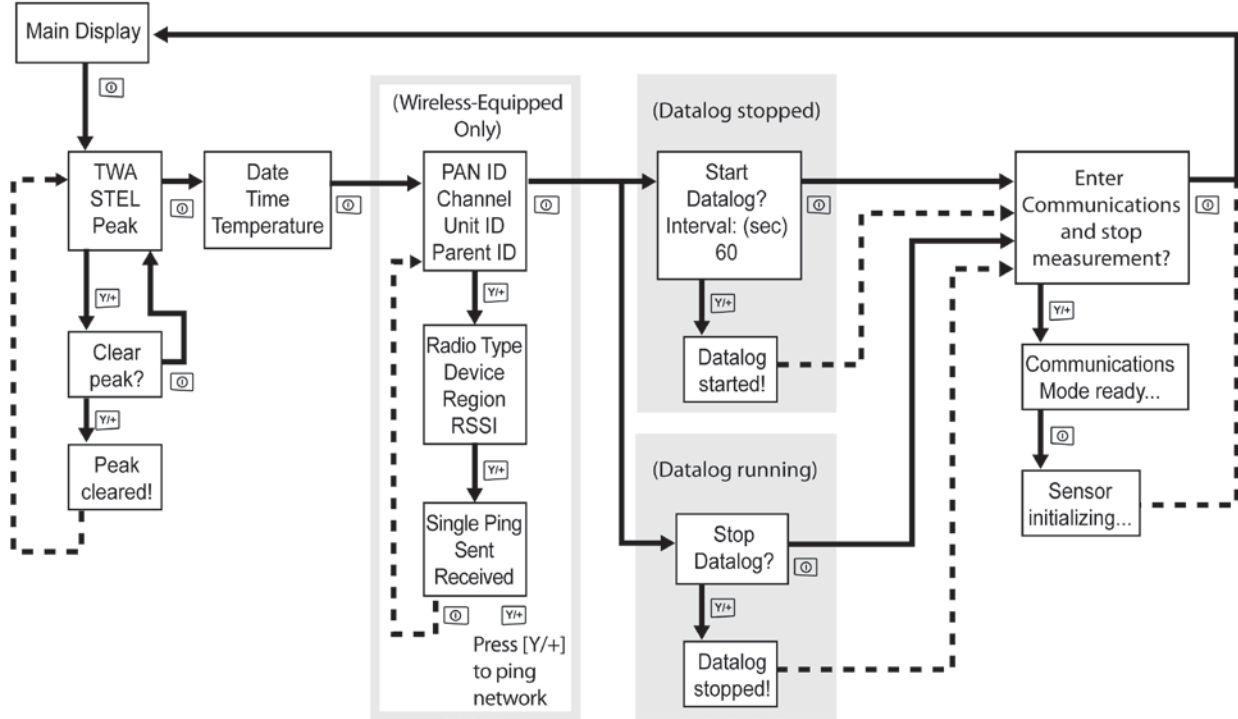 Main Display
TWA
STEL
Peak
Y/+
Clear
peak?
Y/+
Peak
cleared!
Date
Time
Temperature
(Wireless-Equipped
Only)
PAN ID
Channel
Unit ID
Parent ID
Y/+
Radio Type
Device
Region
RSSI
Y/+
Single Ping
Sent
Received
Y/+
Press [Y/+]
to ping
network
(Datalog stopped)
Start
Datalog?
Interval: (sec)
60
Y/+
Datalog
started!
(Datalog running)
Stop
Datalog?
Y/+
Datalog
stopped!
Enter
Communications
and stop
measurement?
Y/+
Communications
Mode ready...
Sensor
initializing...